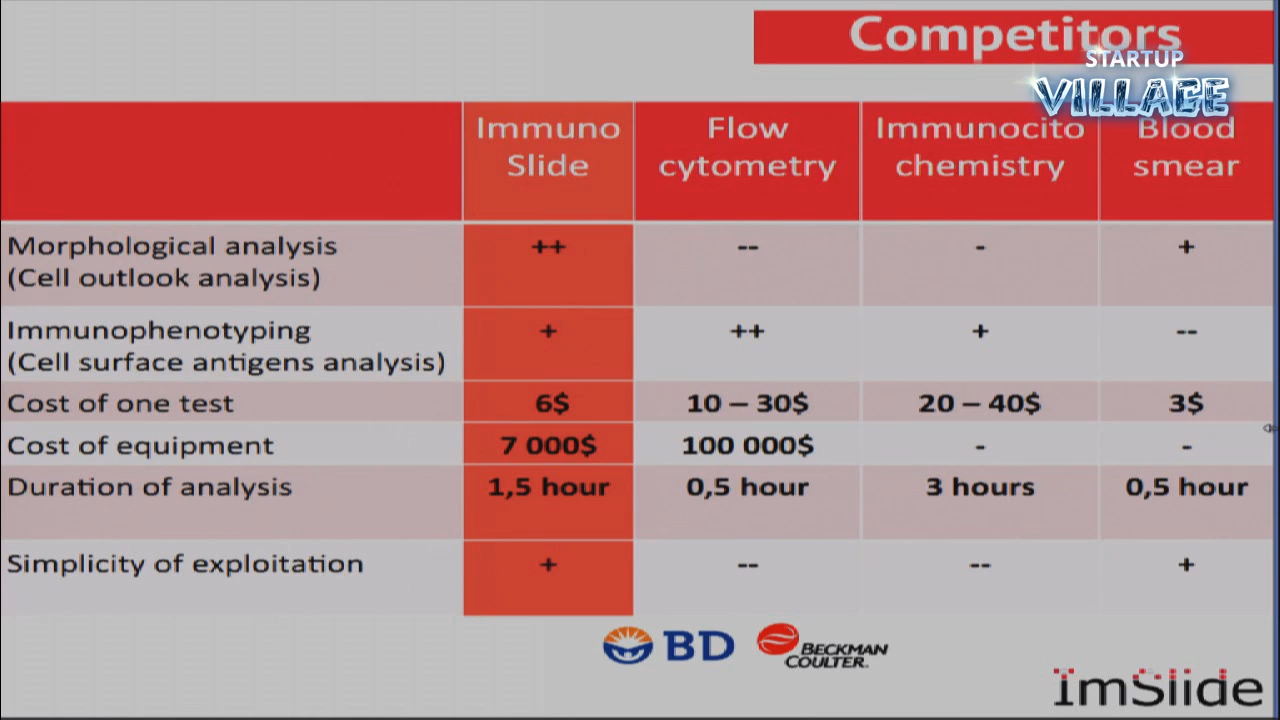 Competitors
STARTUP
VILLAGE
Immuno
Slide
Flow
cytometry
Immunocito
chemistry
Blood
smear
Morphological analysis
(Cell outlook analysis)
++
--
-
+
Immunophenotyping
(Cell surface antigens analysis)
+
++
+
--
Cost of one test
6$
10 – 30$
20 – 40$
3$
Cost of equipment
7 000$
100 000$
-
-
Duration of analysis
1,5 hour
0,5 hour
3 hours
0,5 hour
Simplicity of exploitation
+
--
--
+
BD
BECKMAN
COULTER
ImSlide